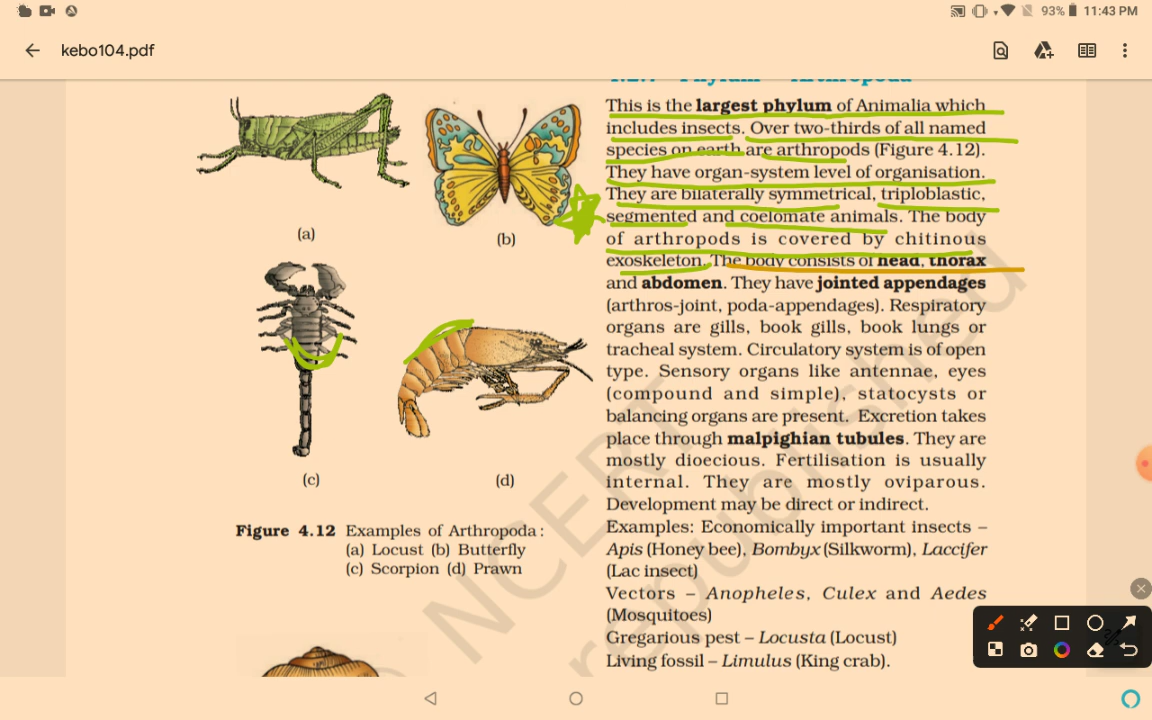 93% 11:43 PM
kebo104.pdf
Phylum – Arthropoda
This is the largest phylum of Animalia which
includes insects. Over two-thirds of all named
species on earth are arthropods (Figure 4.12).
They have organ-system level of organisation.
They are bilaterally symmetrical, triploblastic,
segmented and coelomate animals. The body
of arthropods is covered by chitinous
exoskeleton. The body consists of head, thorax
and abdomen. They have jointed appendages
(arthros-joint, poda-appendages). Respiratory
organs are gills, book gills, book lungs or
tracheal system. Circulatory system is of open
type. Sensory organs like antennae, eyes
(compound and simple), statocysts or
balancing organs are present. Excretion takes
place through malpighian tubules. They are
mostly dioecious. Fertilisation is usually
internal. They are mostly oviparous.
Development may be direct or indirect.
Examples: Economically important insects –
Apis (Honey bee), Bombyx (Silkworm), Laccifer
(Lac insect)
Vectors – Anopheles, Culex and Aedes
(Mosquitoes)
Gregarious pest – Locusta (Locust)
Living fossil – Limulus (King crab).
(a)
(b)
(c)
(d)
Figure 4.12 Examples of Arthropoda :
(a) Locust (b) Butterfly
(c) Scorpion (d) Prawn
© NCERT
republished